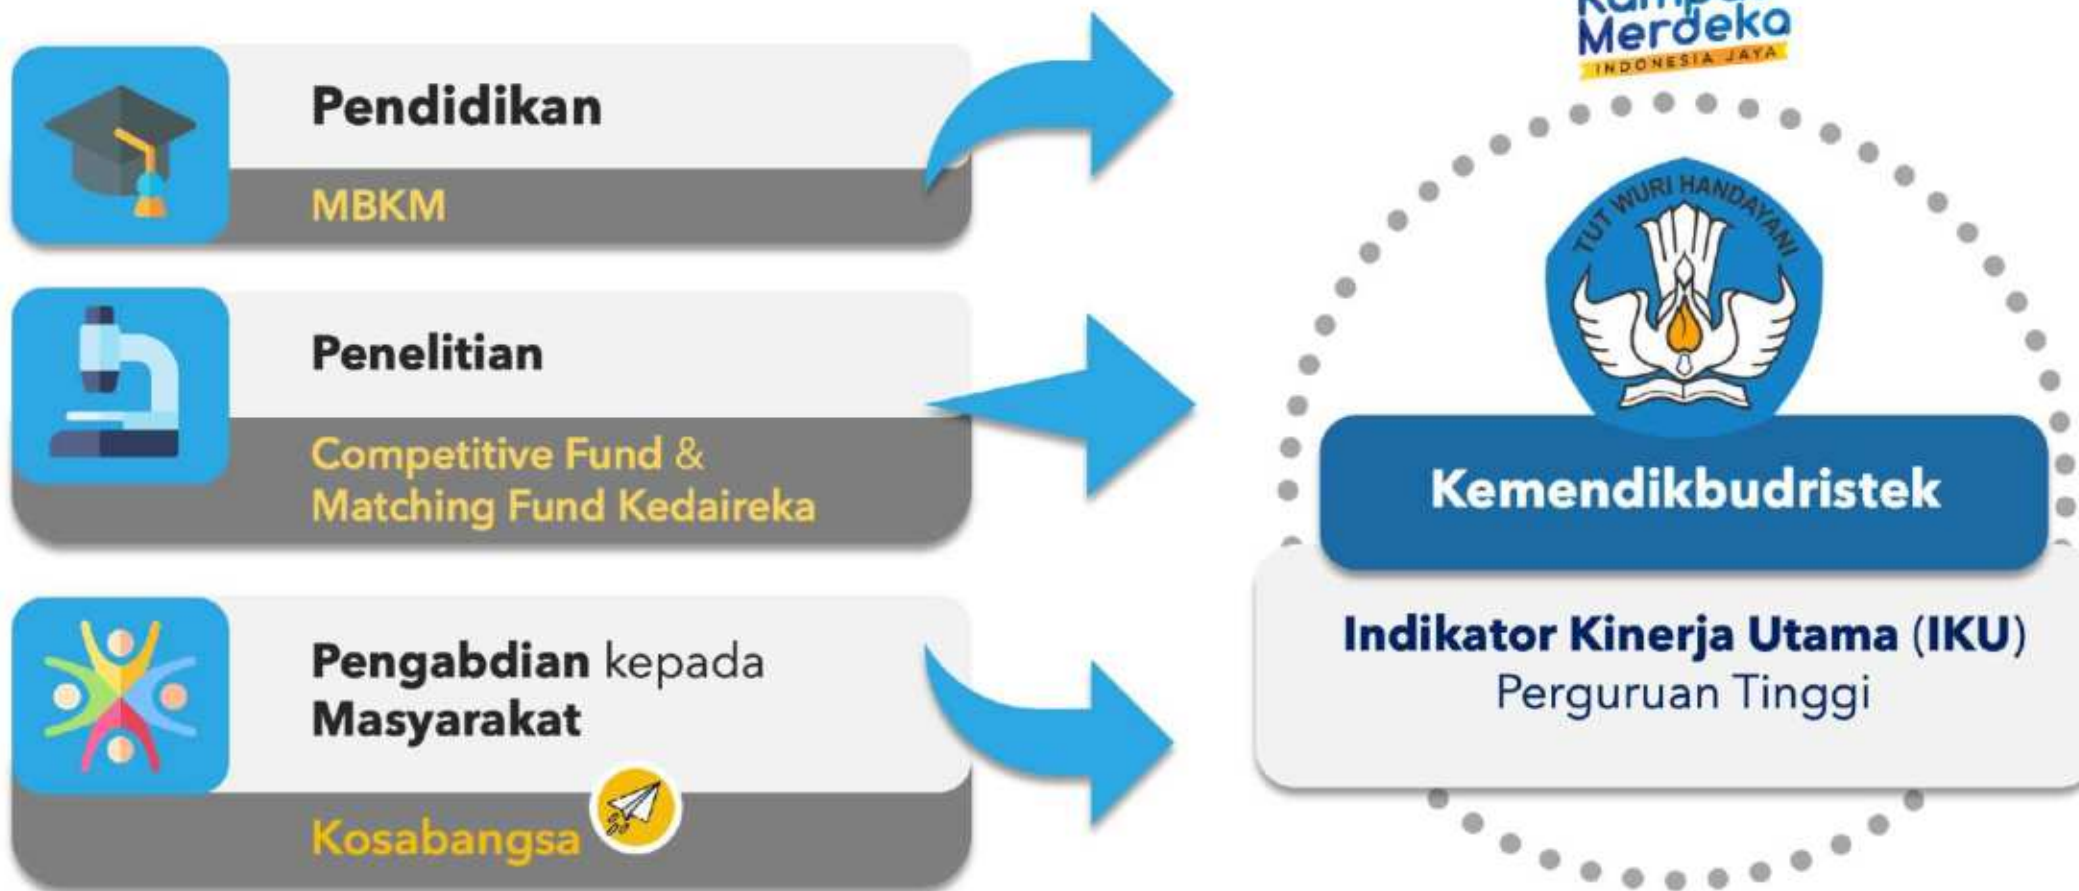 Pendidikan
MBKM
Penelitian
Competitive Fund &
Matching Fund Kedaireka
Pengabdian kepada
Masyarakat
Kosabangsa
Merdeka
INDONESIA JAYA
TUT WURI HANDAYANI
Kemendikbudristek
Indikator Kinerja Utama (IKU)
Perguruan Tinggi